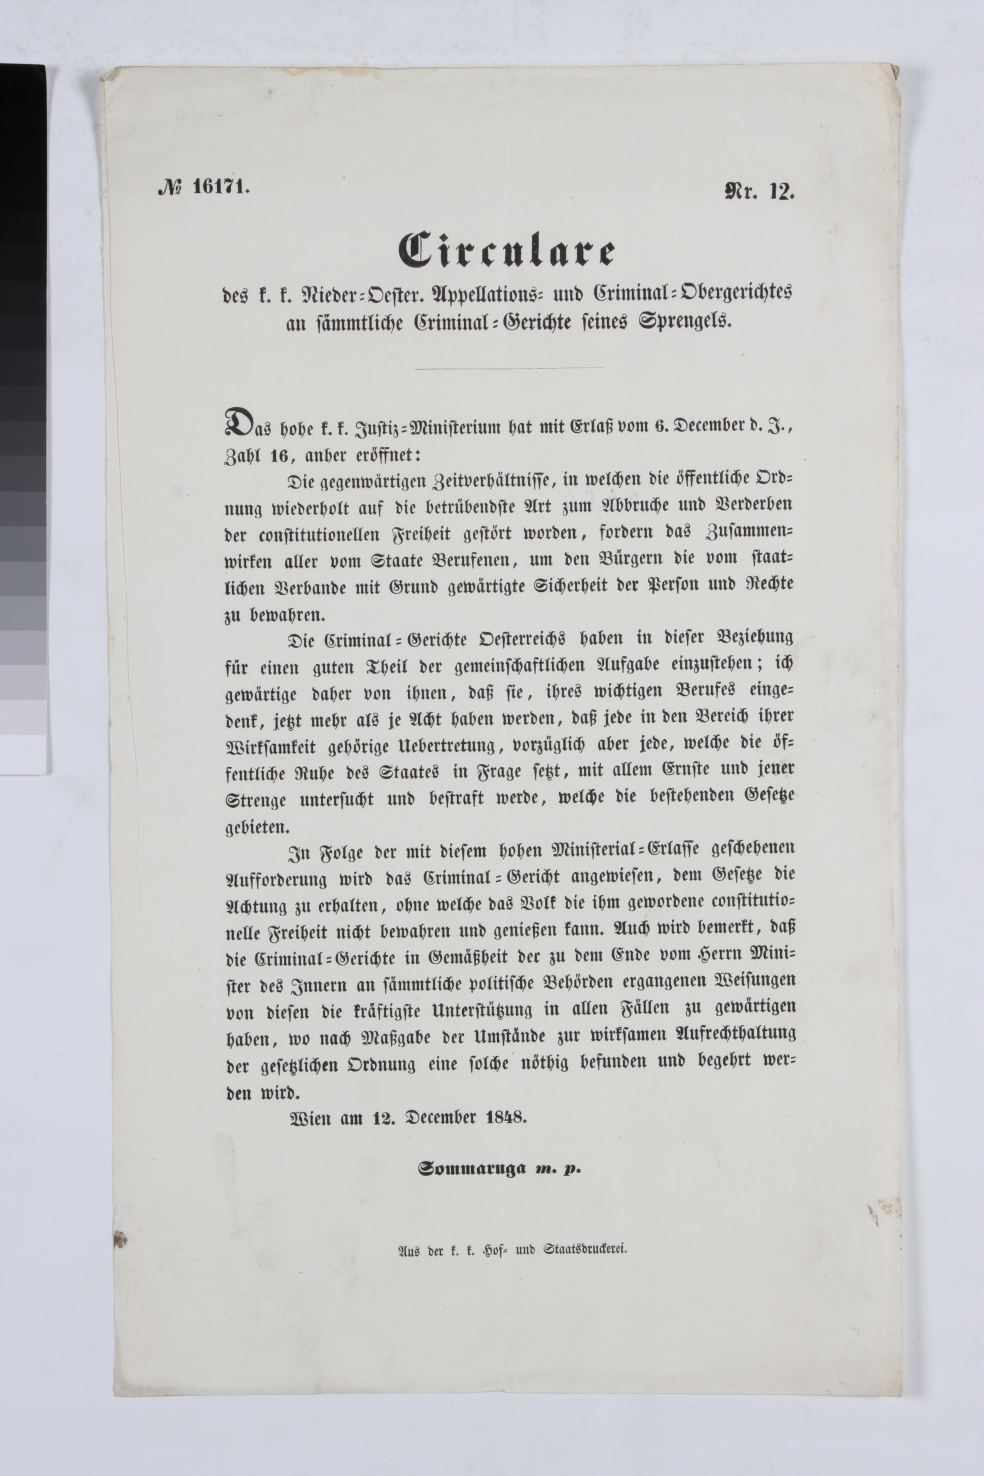 № 16171.
Nr. 12.
Circulare
des k. k. Nieder-Oester. Appellations- und Criminal-Obergerichtes
an sämmtliche Criminal-Gerichte seines Sprengels.
Das hohe k. k. Justiz-Ministerium hat mit Erlaß vom 6. December d. J.,
Zahl 16, anher eröffnet:
Die gegenwärtigen Zeitverhältnisse, in welchen die öffentliche Ord-
nung wiederholt auf die betrübendste Art zum Abbruche und Verderben
der constitutionellen Freiheit gestört worden, fordern das Zusammen-
wirken aller vom Staate Berufenen, um den Bürgern die vom staat-
lichen Verbande mit Grund gewärtigte Sicherheit der Person und Rechte
zu bewahren.
Die Criminal-Gerichte Oesterreichs haben in dieser Beziehung
für einen guten Theil der gemeinschaftlichen Aufgabe einzustehen; ich
gewärtige daher von ihnen, daß sie, ihres wichtigen Berufes einge-
denk, jetzt mehr als je Acht haben werden, daß jede in den Bereich ihrer
Wirksamkeit gehörige Uebertretung, vorzüglich aber jede, welche die öf-
fentliche Ruhe des Staates in Frage setzt, mit allem Ernste und jener
Strenge untersucht und bestraft werde, welche die bestehenden Gesetze
gebieten.
In Folge der mit diesem hohen Ministerial-Erlasse geschehenen
Aufforderung wird das Criminal-Gericht angewiesen, dem Gesetze die
Achtung zu erhalten, ohne welche das Volk die ihm gewordene constitutio-
nelle Freiheit nicht bewahren und genießen kann. Auch wird bemerkt, daß
die Criminal-Gerichte in Gemäßheit der zu dem Ende vom Herrn Mini-
ster des Innern an sämmtliche politische Behörden ergangenen Weisungen
von diesen die kräftigste Unterstützung in allen Fällen zu gewärtigen
haben, wo nach Maßgabe der Umstände zur wirksamen Aufrechthaltung
der gesetzlichen Ordnung eine solche nöthig befunden und begehrt wer-
den wird.
Wien am 12. December 1848.
Sommaruga m. p.
Aus der k. k. Hof- und Staatsdruckerei.